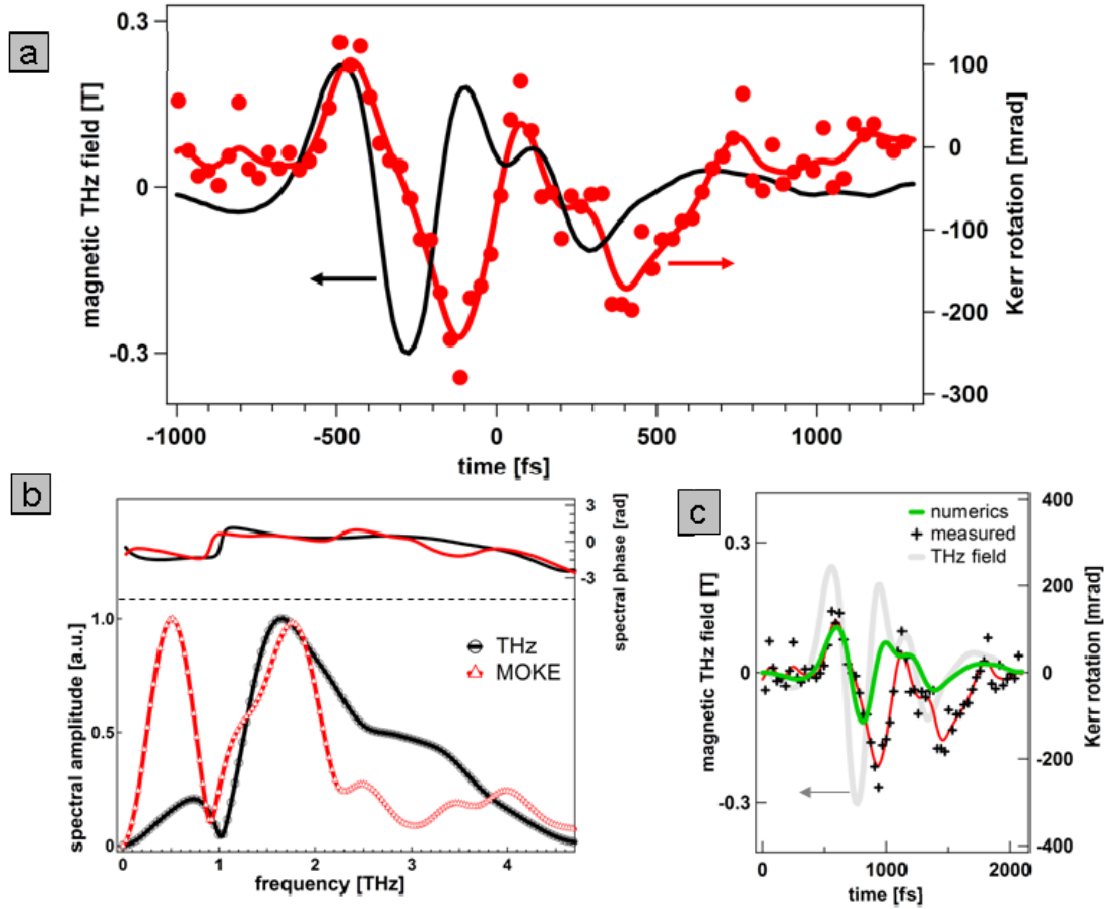 a
0.3
0
-0.3
magnetic THz field [T]
100
0
-100
-200
-300
Kerr rotation [mrad]
-1000
-500
0
500
1000
time [fs]
b
3
0
-3
spectral phase [rad]
1.0
0.5
0
spectral amplitude [a.u.]
THz
MOKE
0
1
2
3
4
frequency [THz]
c
numerics
measured
THz field
0.3
0
-0.3
magnetic THz field [T]
400
200
0
-200
-400
Kerr rotation [mrad]
0
1000
2000
time [fs]